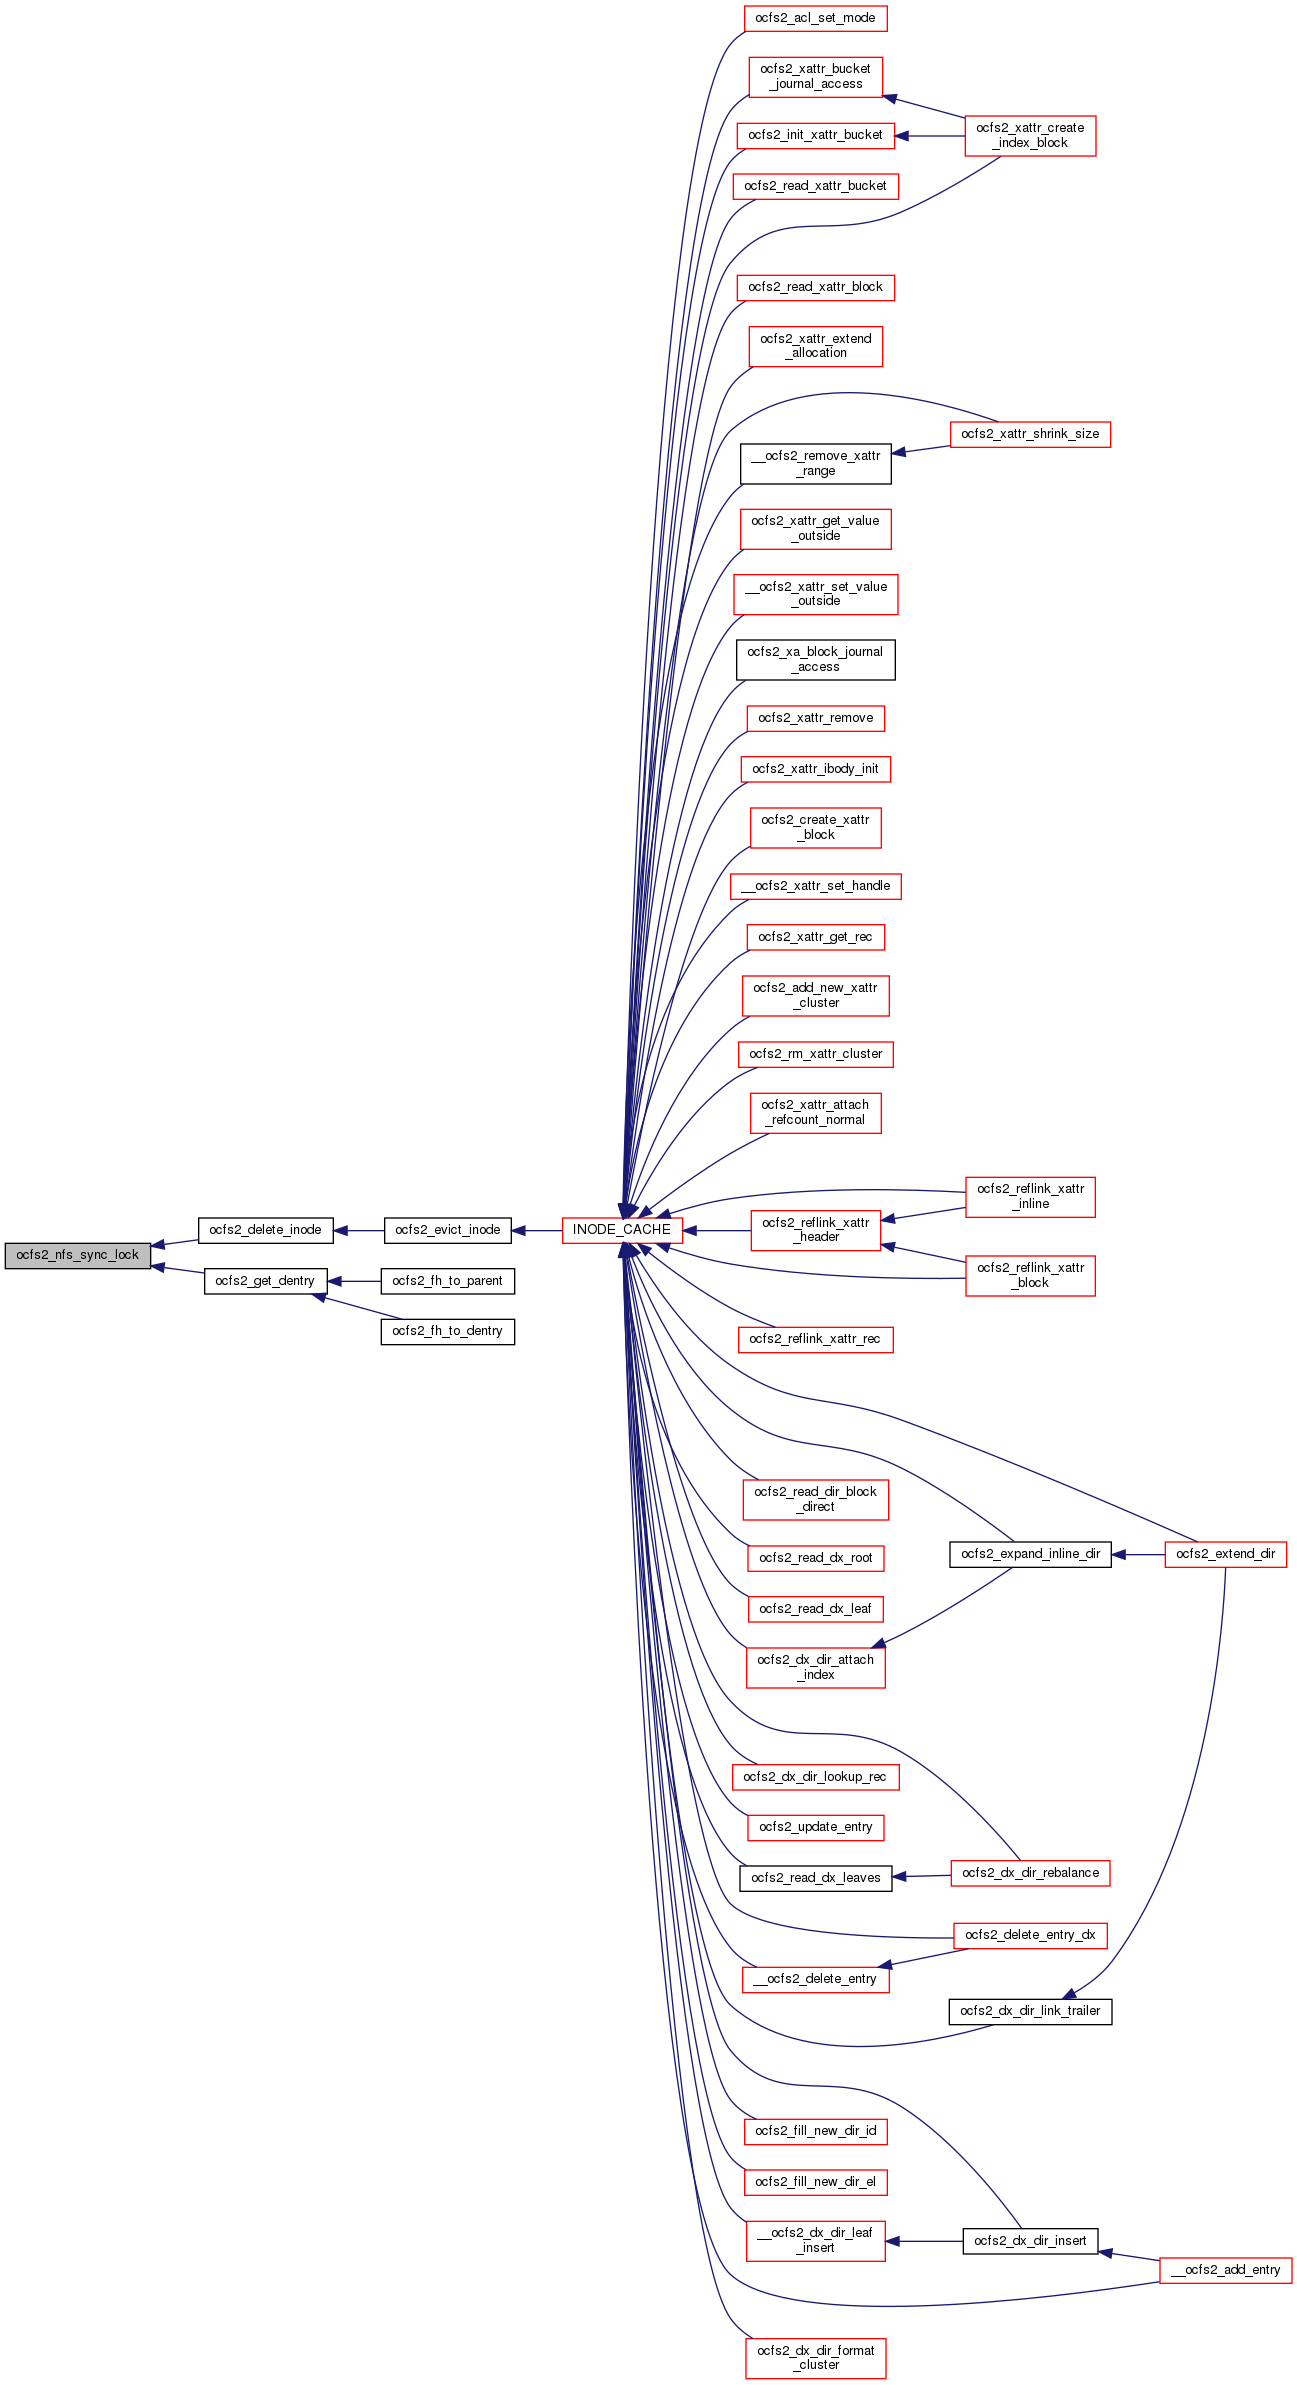 ocfs2_acl_set_mode
ocfs2_xattr_bucket
_journal_access
ocfs2_xattr_create
_index_block
ocfs2_init_xattr_bucket
ocfs2_read_xattr_bucket
ocfs2_read_xattr_block
ocfs2_xattr_extend
_allocation
ocfs2_xattr_shrink_size
__ocfs2_remove_xattr
_range
ocfs2_xattr_get_value
_outside
__ocfs2_xattr_set_value
_outside
ocfs2_xa_block_journal
_access
ocfs2_xattr_remove
ocfs2_xattr_ibody_init
ocfs2_create_xattr
_block
__ocfs2_xattr_set_handle
ocfs2_xattr_get_rec
ocfs2_add_new_xattr
_cluster
ocfs2_rm_xattr_cluster
ocfs2_xattr_attach
_refcount_normal
ocfs2_reflink_xattr
_inline
ocfs2_nfs_sync_lock
ocfs2_delete_inode
ocfs2_evict_inode
INODE_CACHE
ocfs2_reflink_xattr
_header
ocfs2_reflink_xattr
_block
ocfs2_get_dentry
ocfs2_fh_to_parent
ocfs2_fh_to_dentry
ocfs2_reflink_xattr_rec
ocfs2_read_dir_block
_direct
ocfs2_read_dx_root
ocfs2_expand_inline_dir
ocfs2_extend_dir
ocfs2_read_dx_leaf
ocfs2_dx_dir_attach
_index
ocfs2_dx_dir_lookup_rec
ocfs2_update_entry
ocfs2_read_dx_leaves
ocfs2_dx_dir_rebalance
ocfs2_delete_entry_dx
__ocfs2_delete_entry
ocfs2_dx_dir_link_trailer
ocfs2_fill_new_dir_id
ocfs2_fill_new_dir_el
__ocfs2_dx_dir_leaf
_insert
ocfs2_dx_dir_insert
__ocfs2_add_entry
ocfs2_dx_dir_format
_cluster